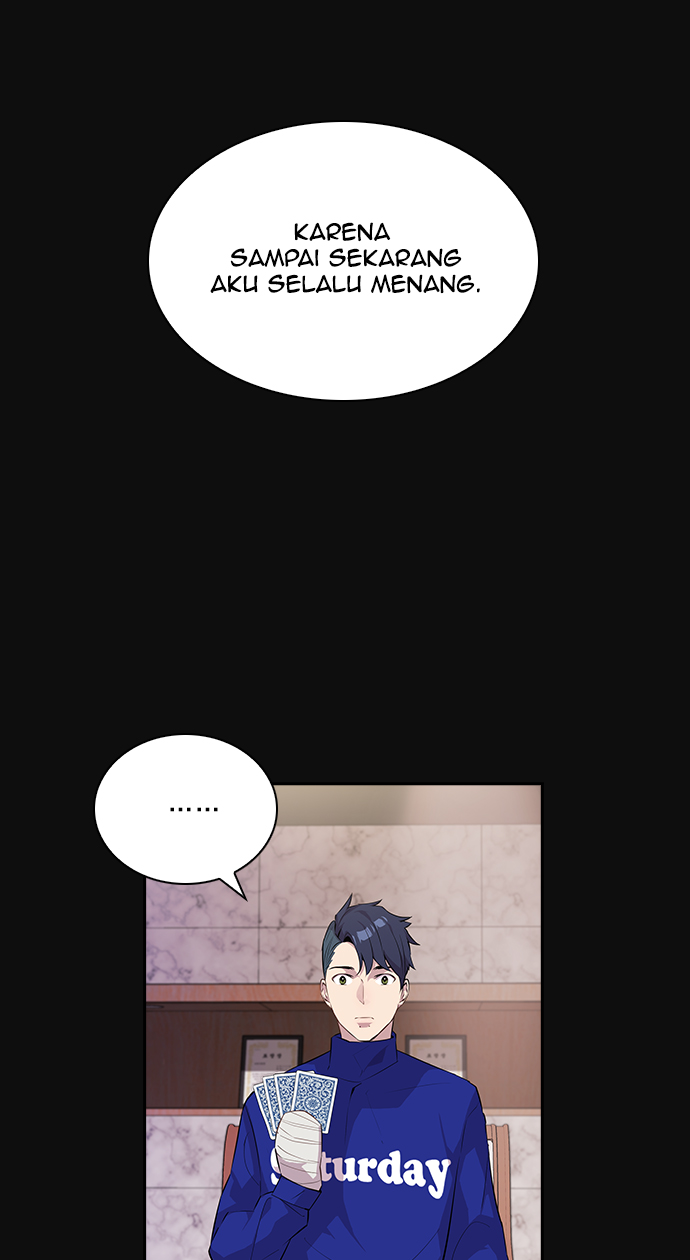 KARENA
SAMPAI SEKARANG
AKU SELALU MENANG.
……
turday